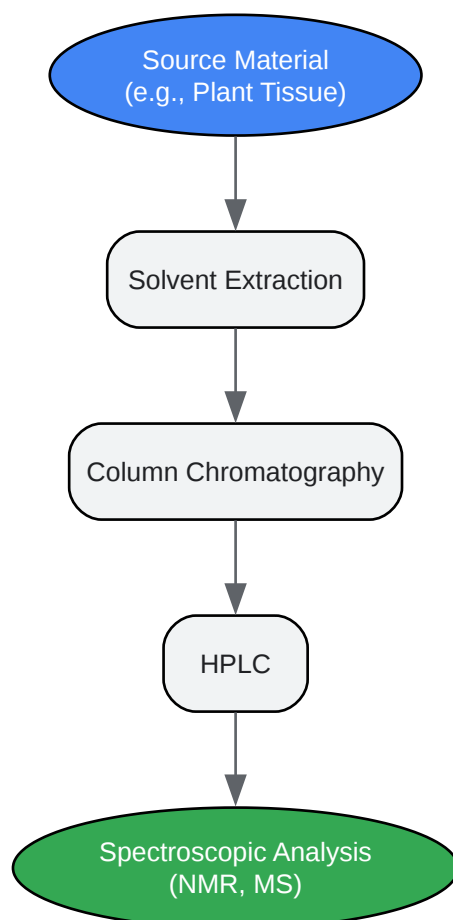 Source Material
(e.g., Plant Tissue)
Solvent Extraction
Column Chromatography
HPLC
Spectroscopic Analysis
(NMR, MS)